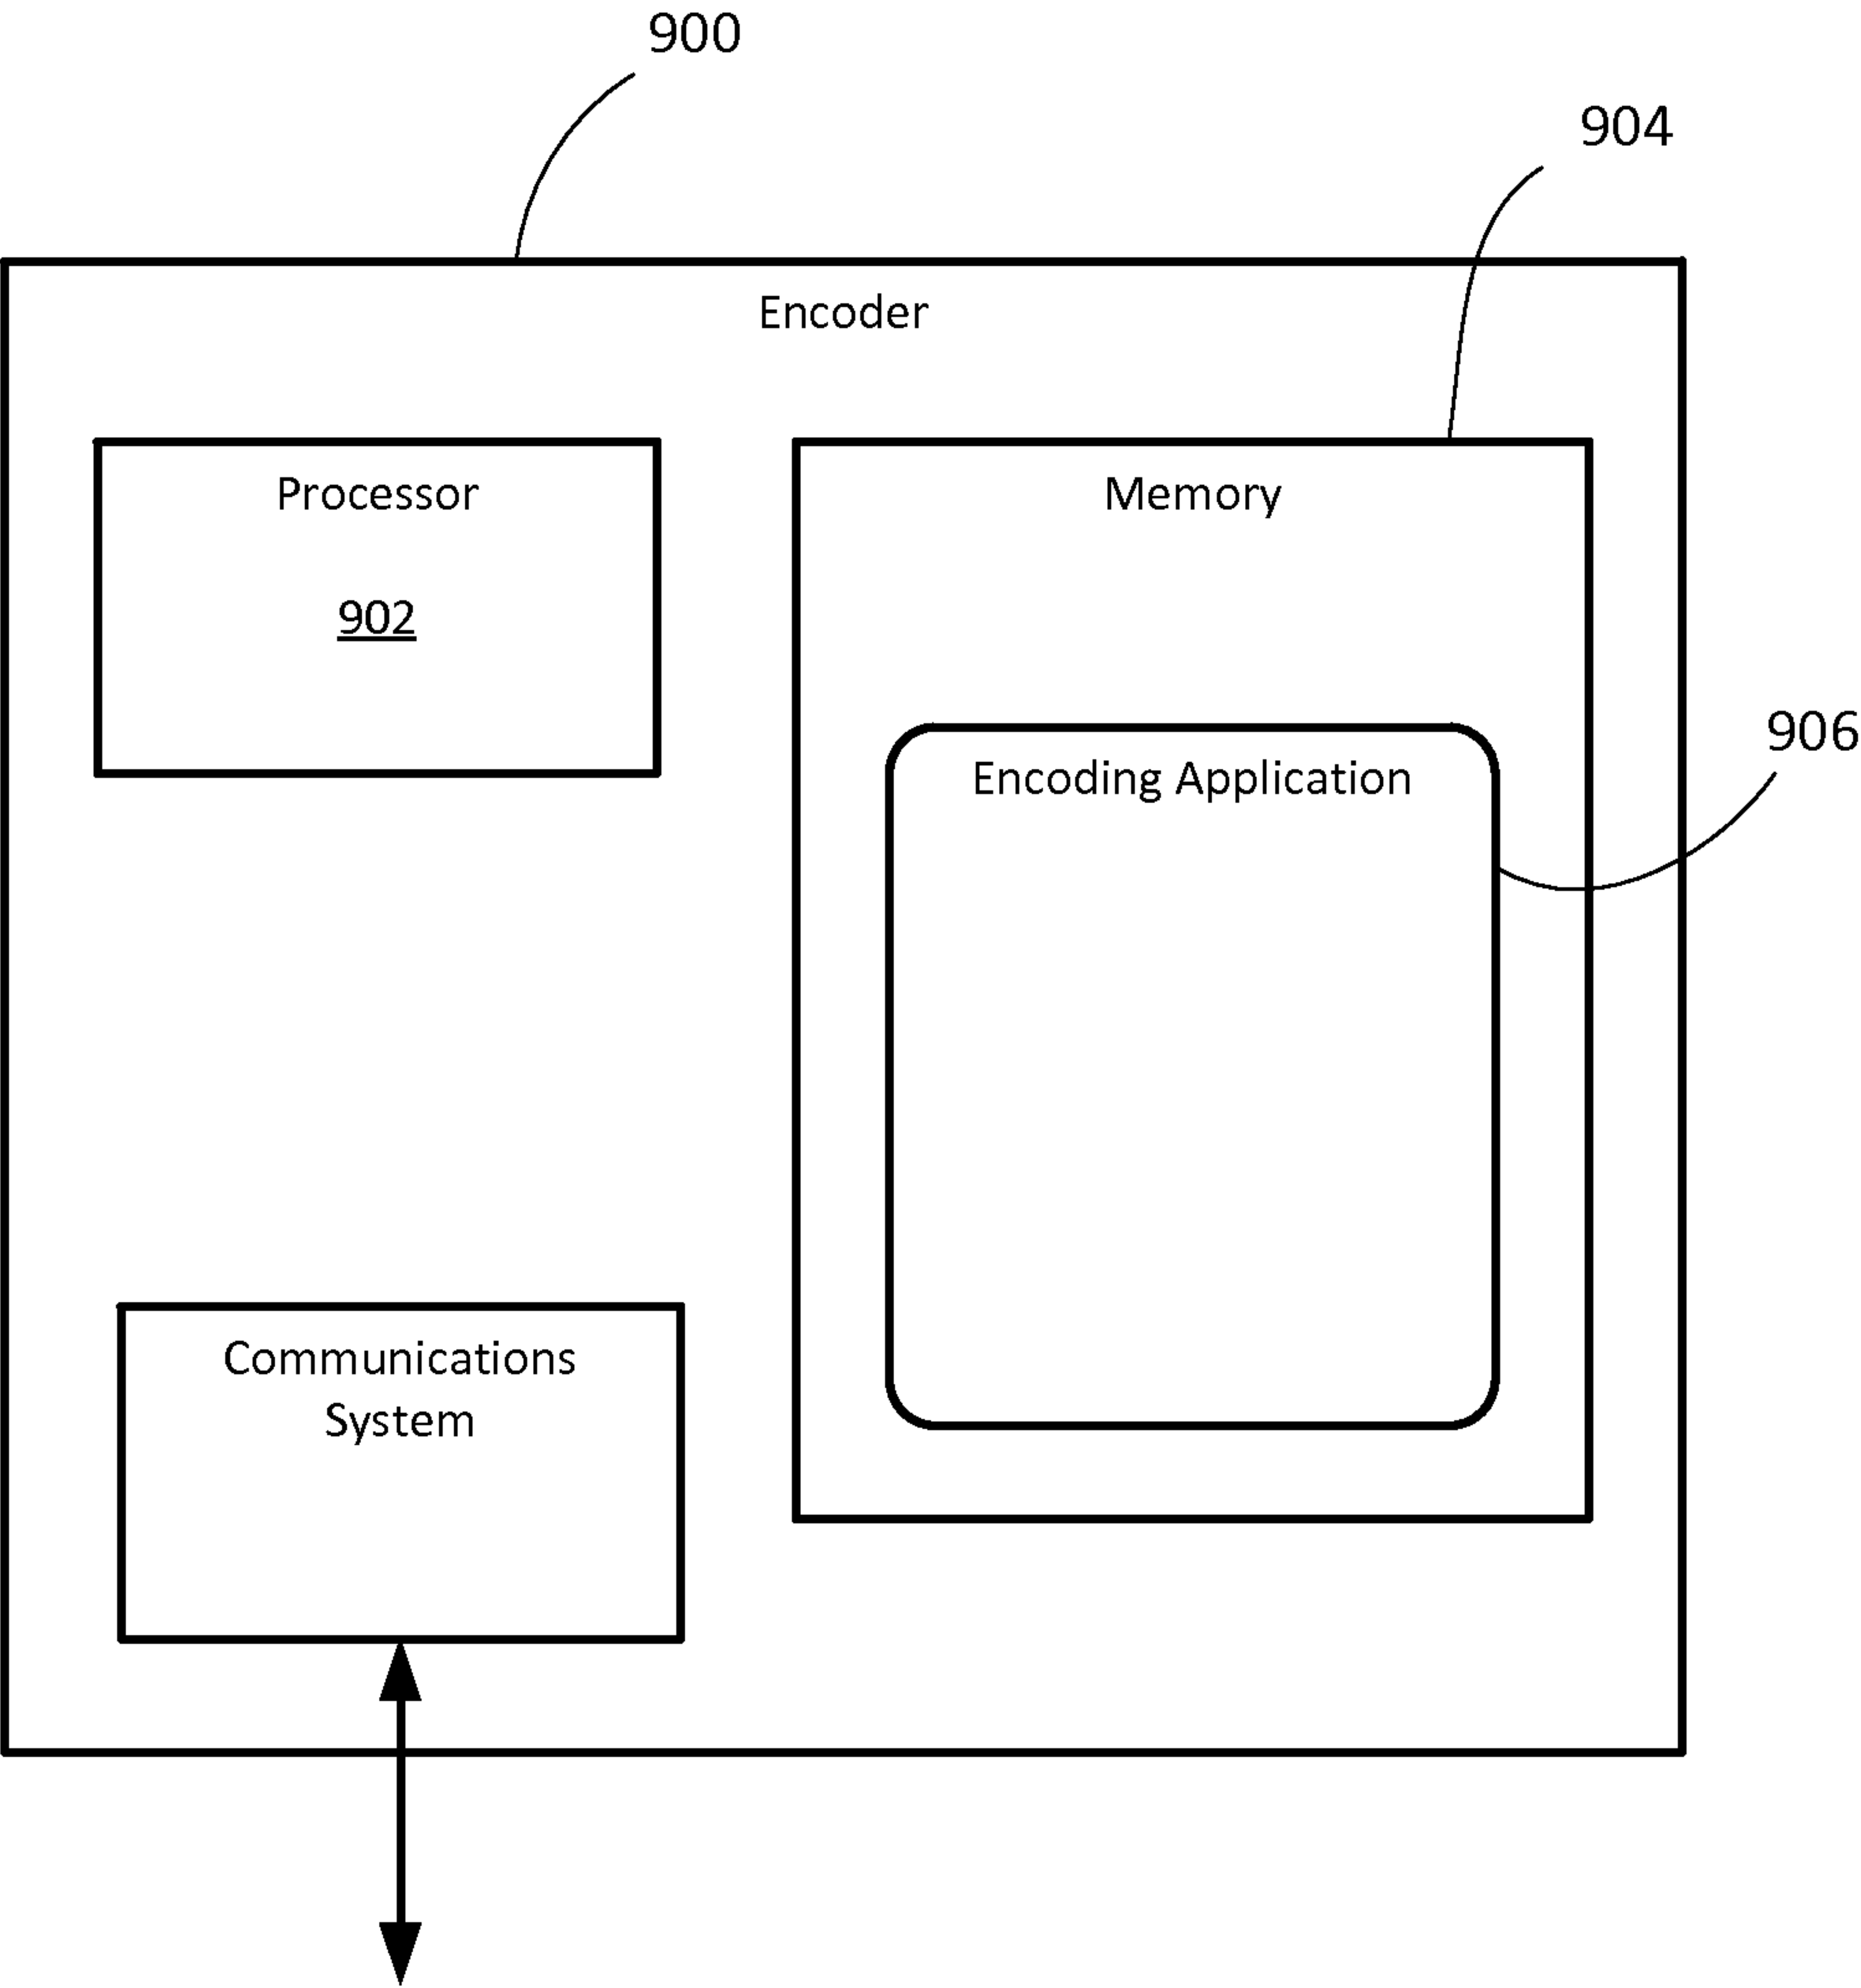 900
904
Encoder
Processor
902
Memory
906
Encoding Application
Communications
System